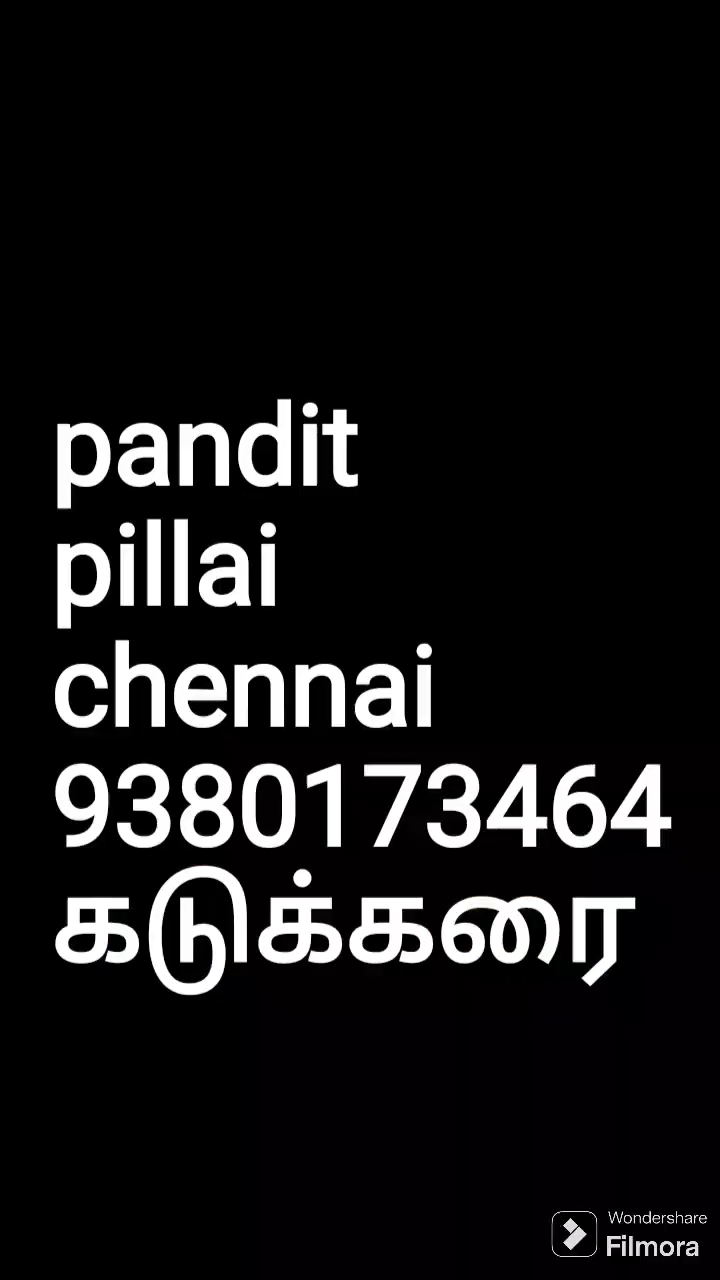 pandit
pillai
chennai
9380173464
கடுக்கரை
Wondershare
Filmora